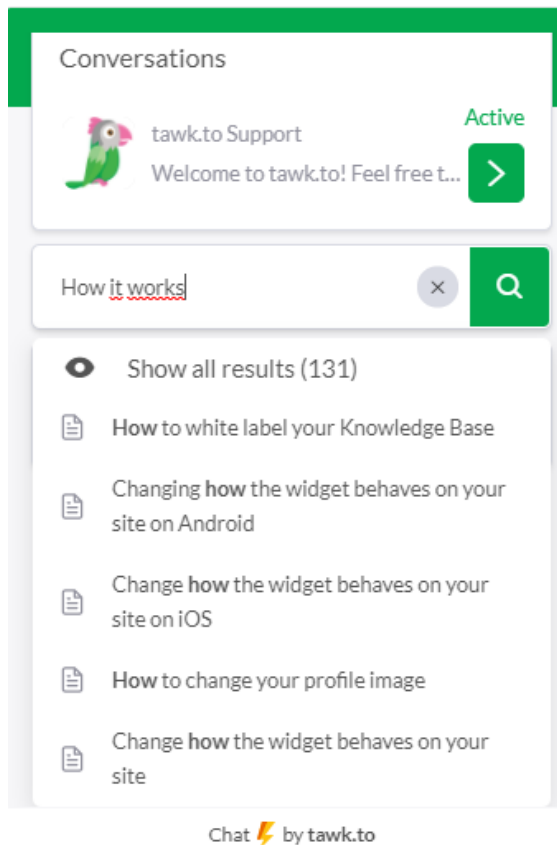 Conversations
Active
tawk.to Support
Welcome to tawk.to! Feel free t...
How it works
Show all results (131)
How to white label your Knowledge Base
Changing how the widget behaves on your
site on Android
Change how the widget behaves on your
site on iOS
How to change your profile image
Change how the widget behaves on your
site
Chat by tawk.to